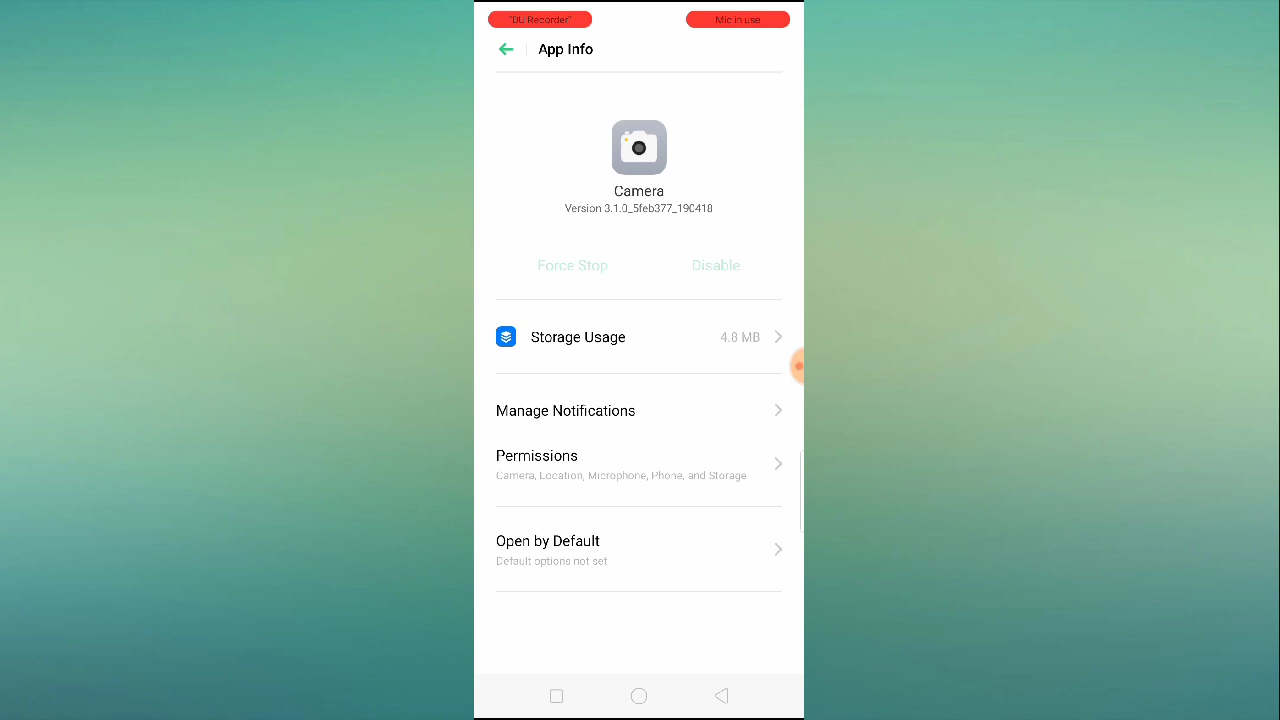 "DU Recorder"
Mic in use
App Info
Camera
Version 3.1.0_5feb377_190418
Force Stop
Disable
Storage Usage
4.8 MB
Manage Notifications
Permissions
Camera, Location, Microphone, Phone, and Storage
Open by Default
Default options not set